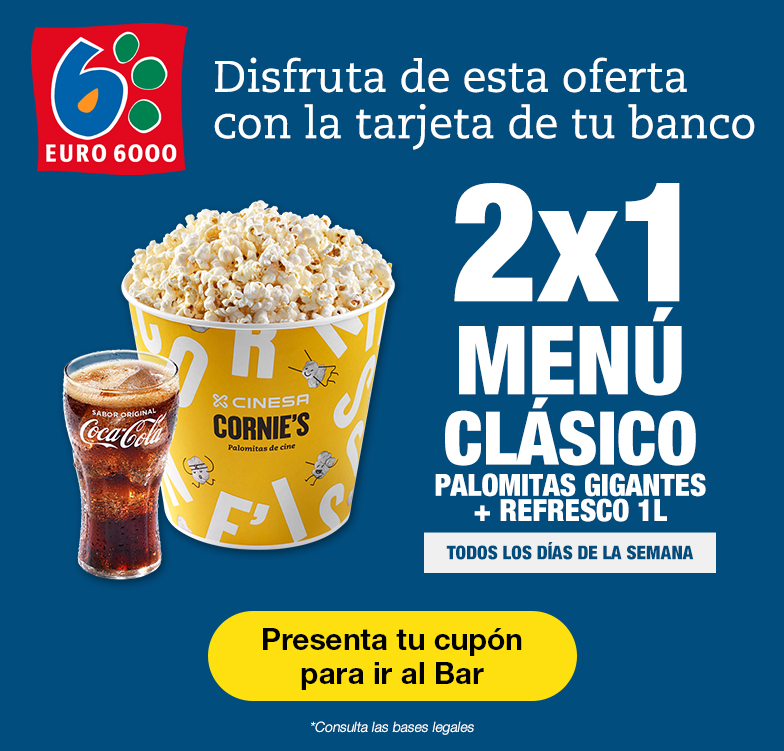 EURO 6000
Disfruta de esta oferta
con la tarjeta de tu banco
2x1
MENÚ
CLÁSICO
PALOMITAS GIGANTES
+ REFRESCO 1L
TODOS LOS DÍAS DE LA SEMANA
CINESA
CORNIE'S
Palomitas de cine
SABOR ORIGINAL
Coca-Cola
Presenta tu cupón
para ir al Bar
*Consulta las bases legales